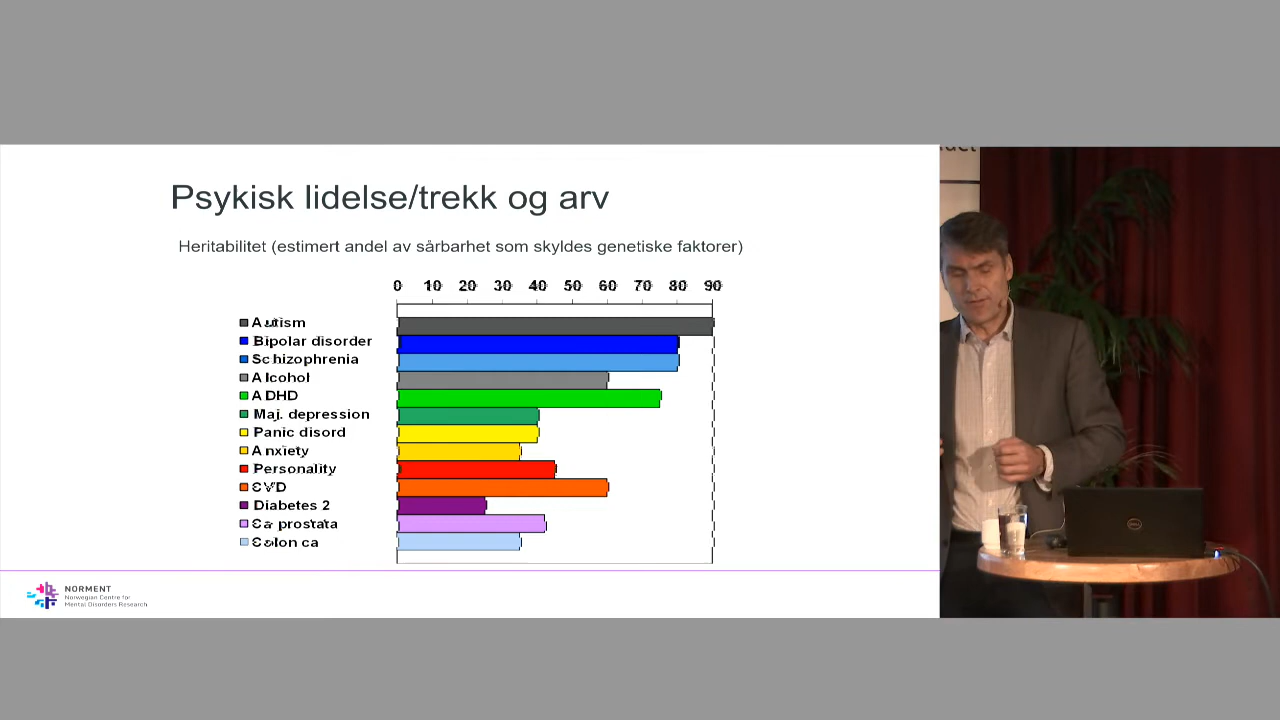 Psykisk lidelse/trekk og arv
Heritabilitet (estimert andel av sårbarhet som skyldes genetiske faktorer)
0 10 20 30 40 50 60 70 80 90
Autism
Bipolar disorder
Schizophrenia
Alcohol
ADHD
Maj. depression
Panic disord
Anxiety
Personality
CVD
Diabetes 2
Ca prostata
Colon ca
NORMENT
Norwegian Centre for
Mental Disorders Research
DELL